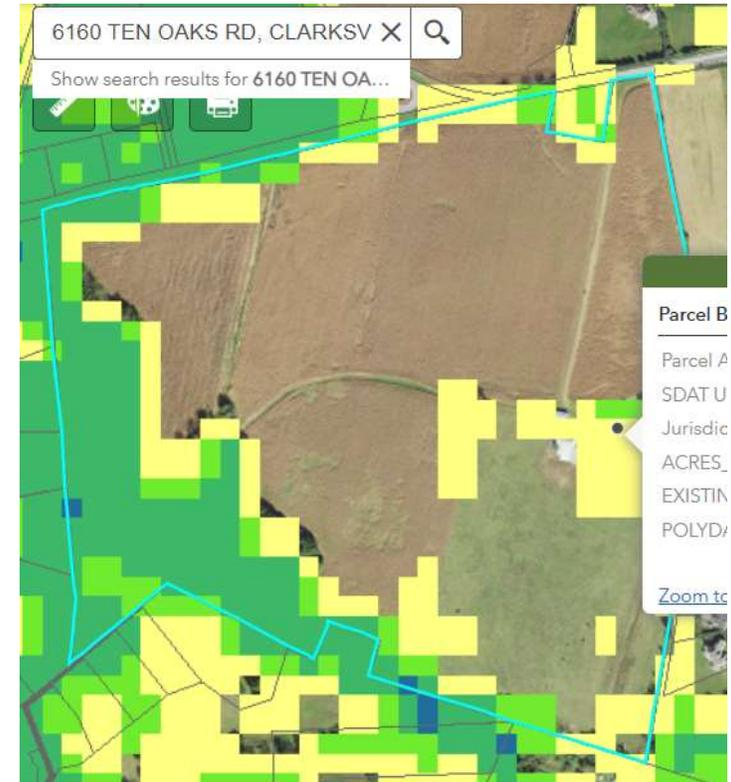 6160 TEN OAKS RD, CLARKSV
Show search results for 6160 TEN OA...
Parcel B
Parcel A
SDAT U
Jurisdic
ACRES_
EXISTIN
POLYDA
Zoom to